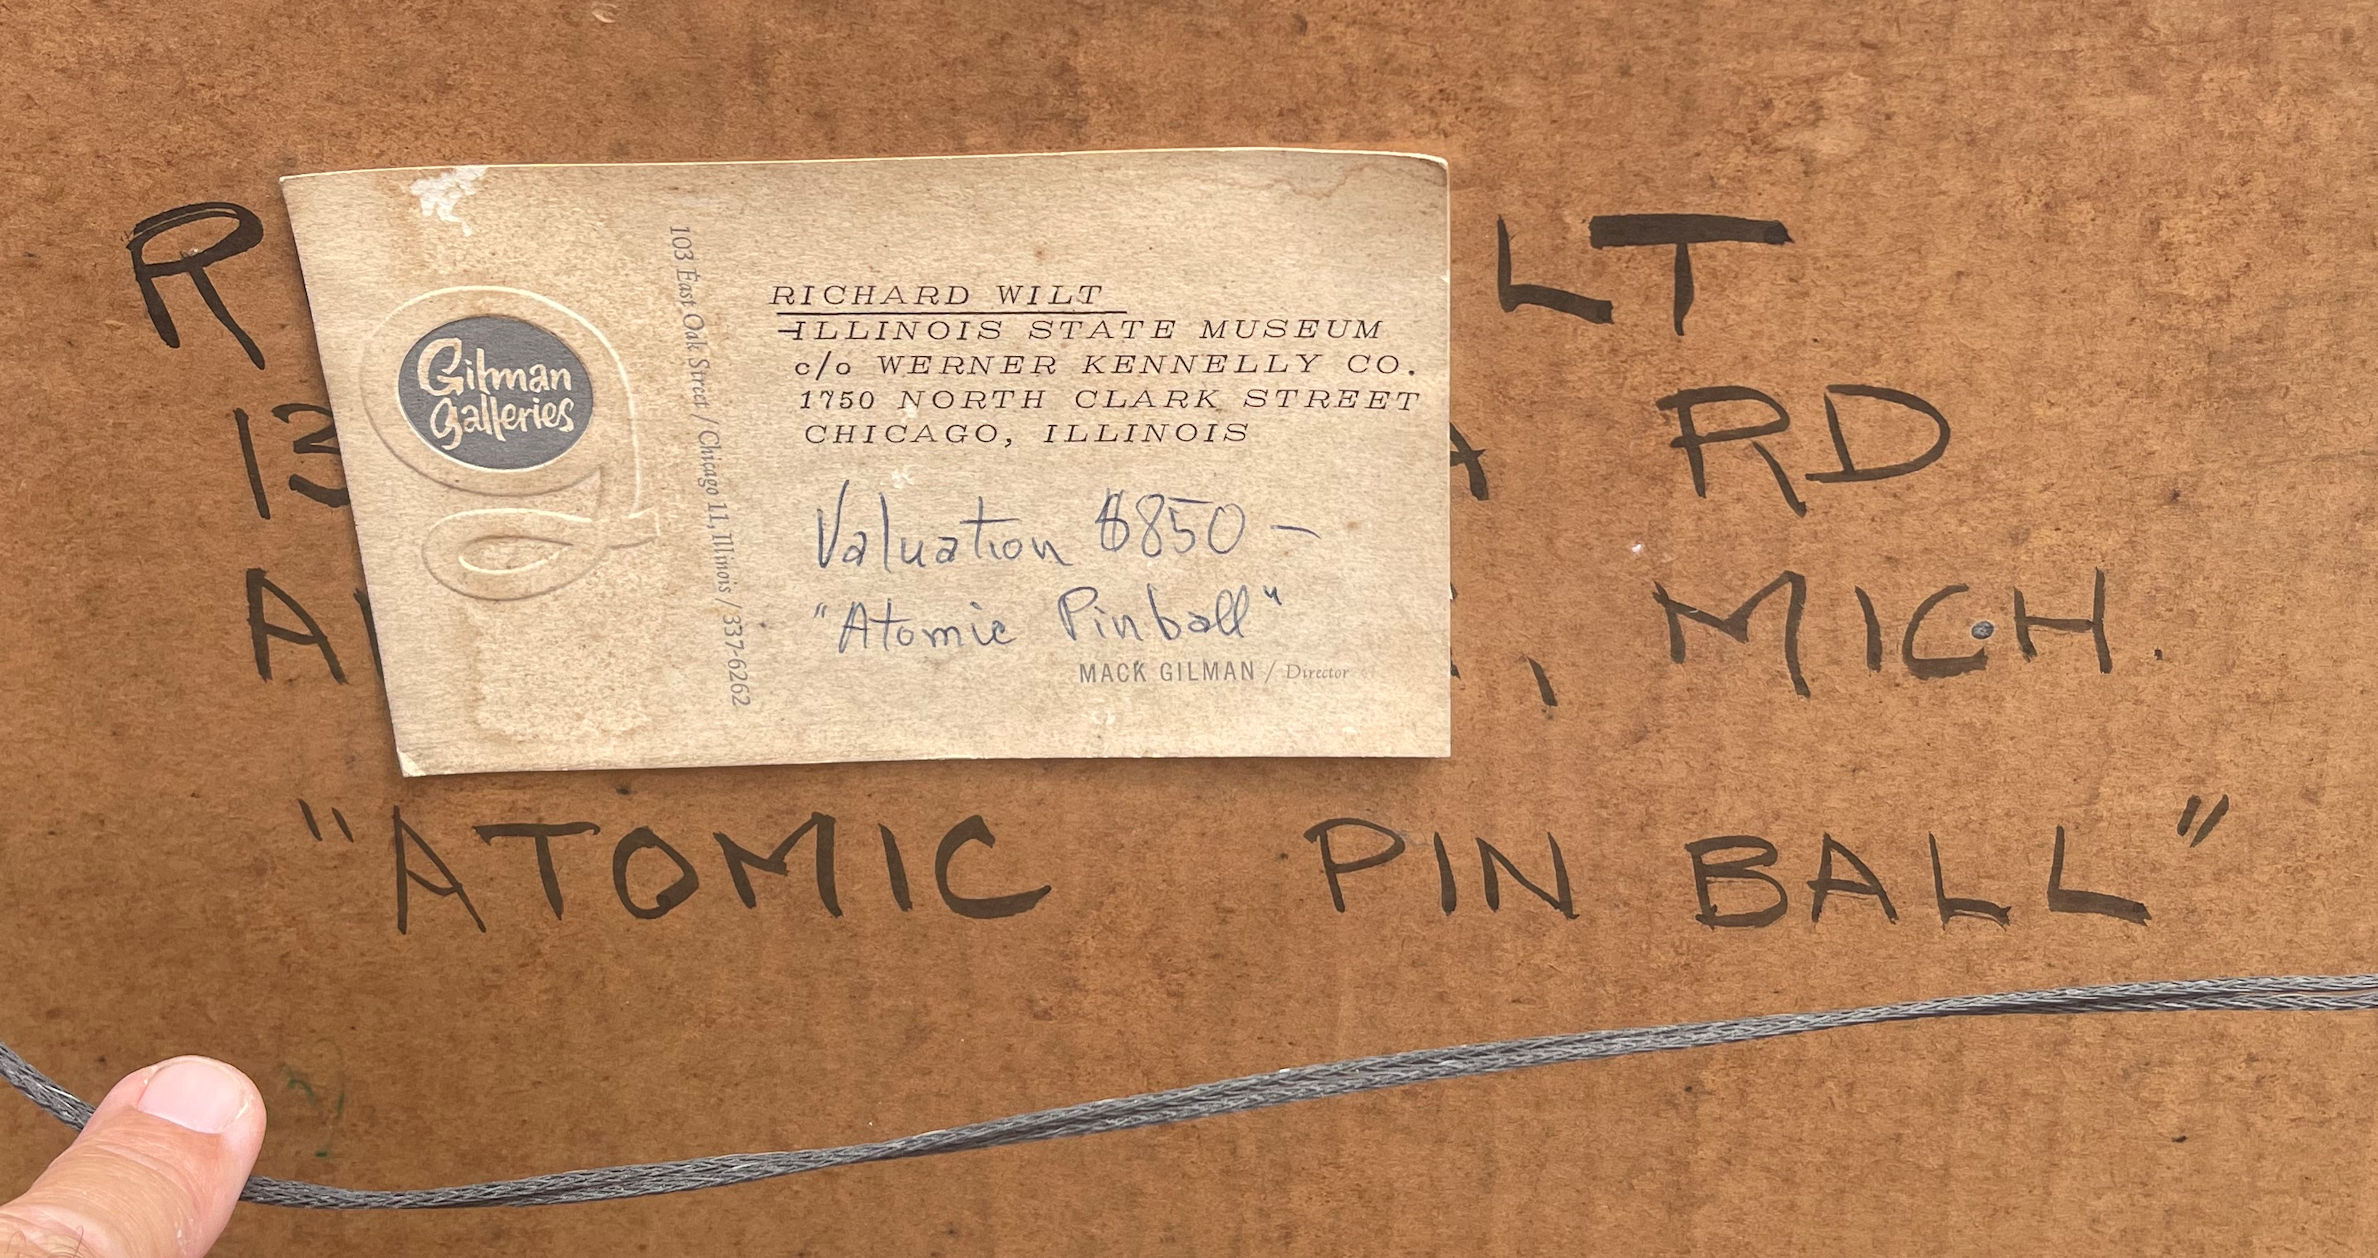 Gilman
Galleries
103 East Oak Street / Chicago 11, Illinois / 337-6262
RICHARD WILT
ILLINOIS STATE MUSEUM
c/o WERNER KENNELLY CO.
1750 NORTH CLARK STREET
CHICAGO, ILLINOIS
Valuation $850 –
"Atomic Pinball"
MACK GILMAN / Director
R LT
13 RD
A , MICH.
"ATOMIC PIN BALL"